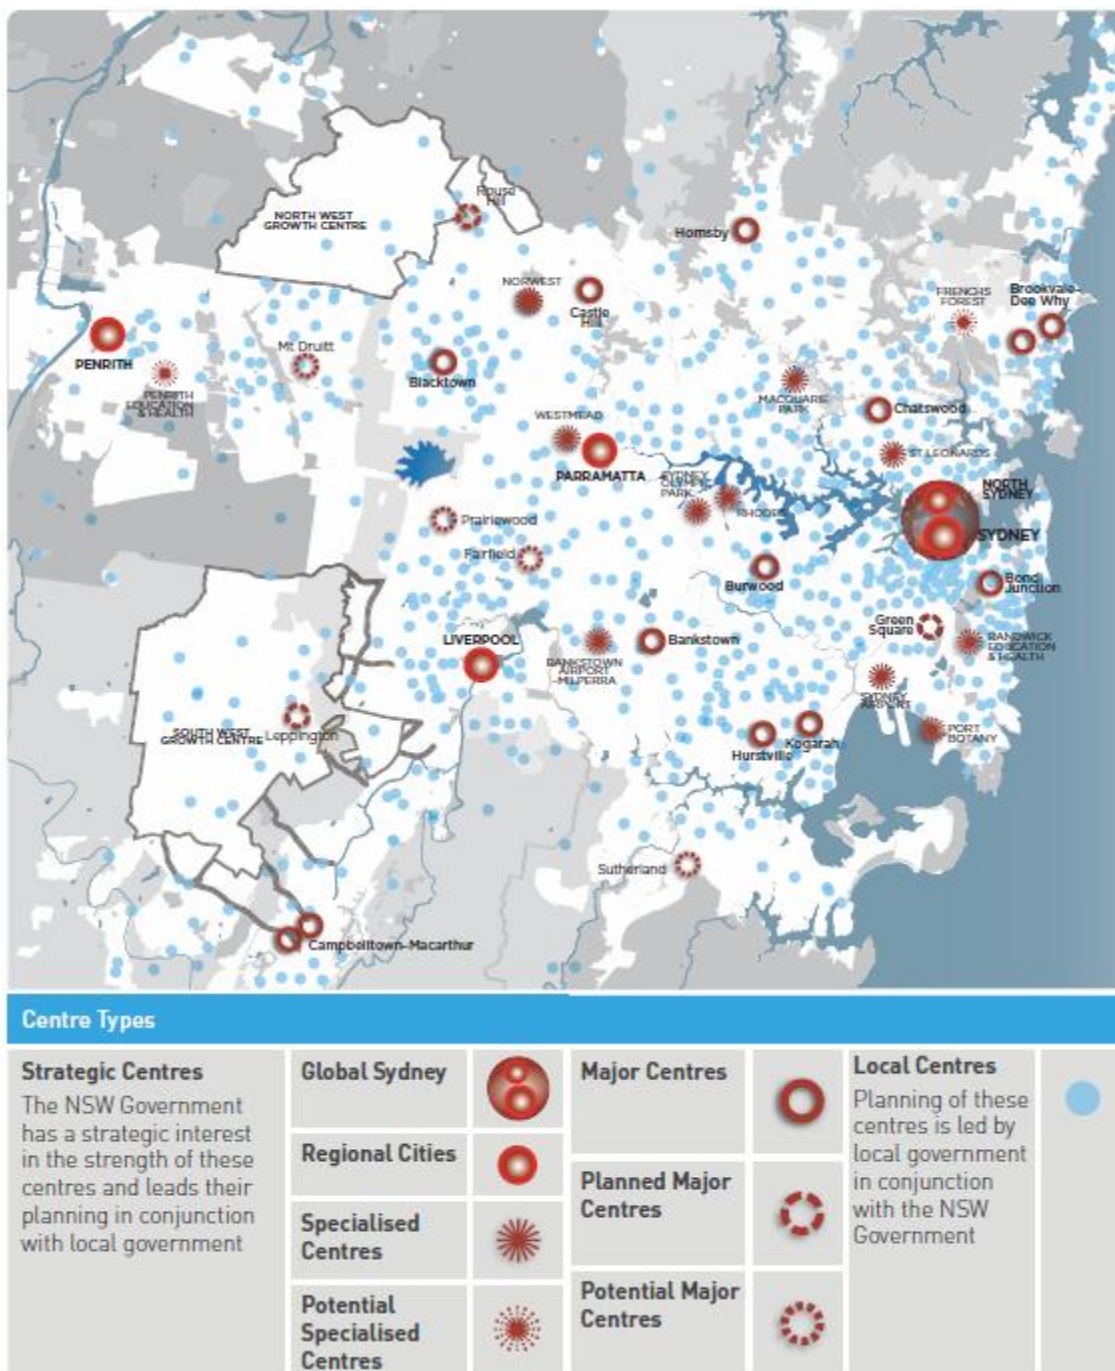 Rouse
Hill
NORTH WEST
GROWTH CENTRE
Hornsby
NORWEST
Castle
Hill
FRENCHS
FOREST
Brookvale-
Dee Why
PENRITH
Mt Druitt
Blacktown
PENRITH
EDUCATION
& HEALTH
MACQUARIE
PARK
Chatswood
WESTMEAD
PARRAMATTA
ST LEONARDS
SYDNEY
OLYMPIC
PARK
RHODES
NORTH
SYDNEY
SYDNEY
Prairiewood
Fairfield
Burwood
Bondi
Junction
Green
Square
LIVERPOOL
BANKSTOWN
AIRPORT
-MILPERRA
Bankstown
RANDWICK
EDUCATION
& HEALTH
SYDNEY
AIRPORT
SOUTH WEST
GROWTH CENTRE
Leppington
Hurstville
Kogarah
PORT
BOTANY
Sutherland
Campbelltown-Macarthur
Centre Types
Strategic Centres
The NSW Government
has a strategic interest
in the strength of these
centres and leads their
planning in conjunction
with local government
Global Sydney
Regional Cities
Specialised
Centres
Potential
Specialised
Centres
Major Centres
Planned Major
Centres
Potential Major
Centres
Local Centres
Planning of these
centres is led by
local government
in conjunction
with the NSW
Government